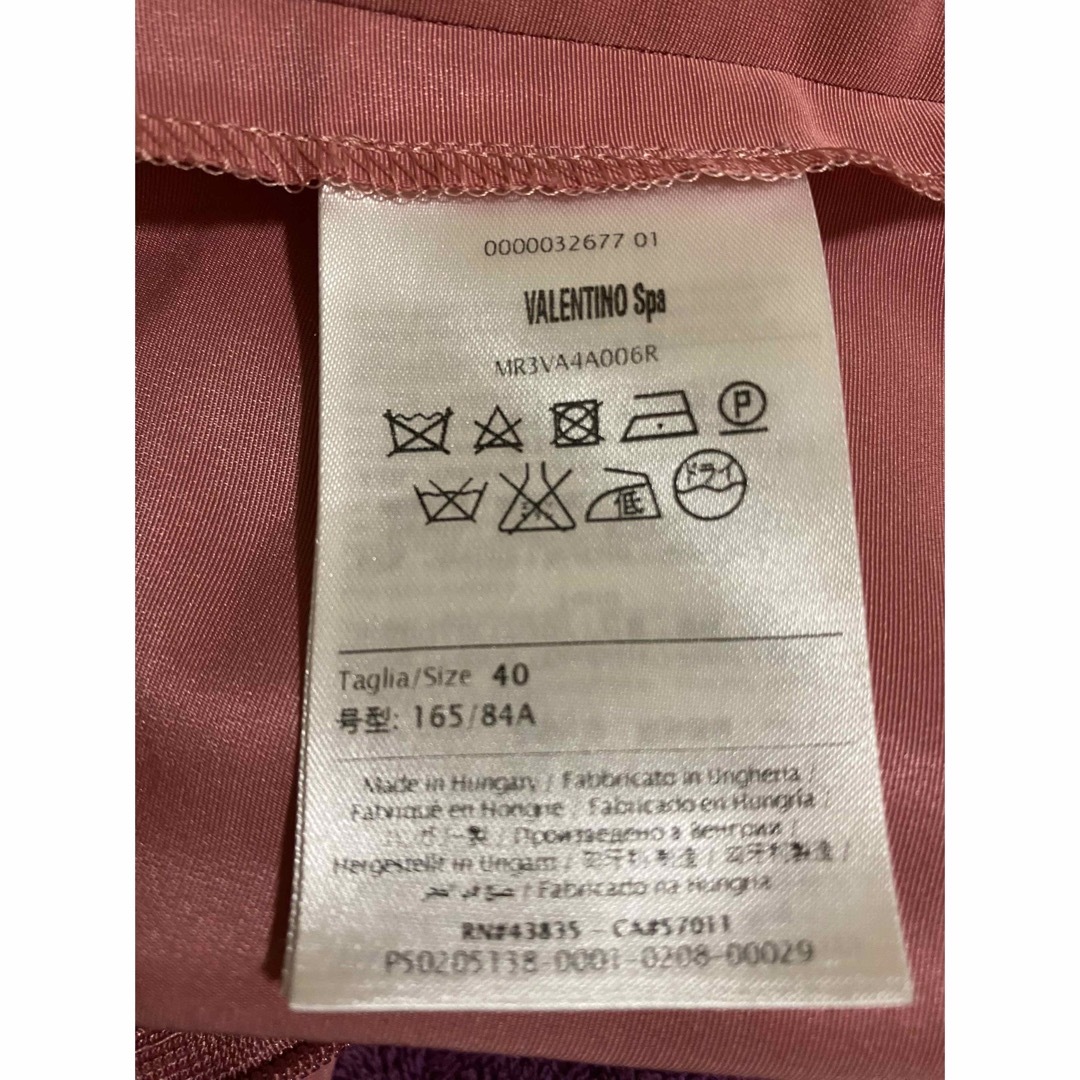 0000032677 01
VALENTINO Spa
MR3VA4A006R
P
低 ドライ
Taglia/Size 40
号型: 165/84A
Made in Hungary / Fabbricato in Ungheria /
Fabriqué en Hongrie / Fabricado en Hungría /
製 / Произведено в Венгрии /
Hergestellt in Ungarn /
/ Fabricado na Hungria
RN#43835 - CA#57011
PS0205138-0001-0208-00029